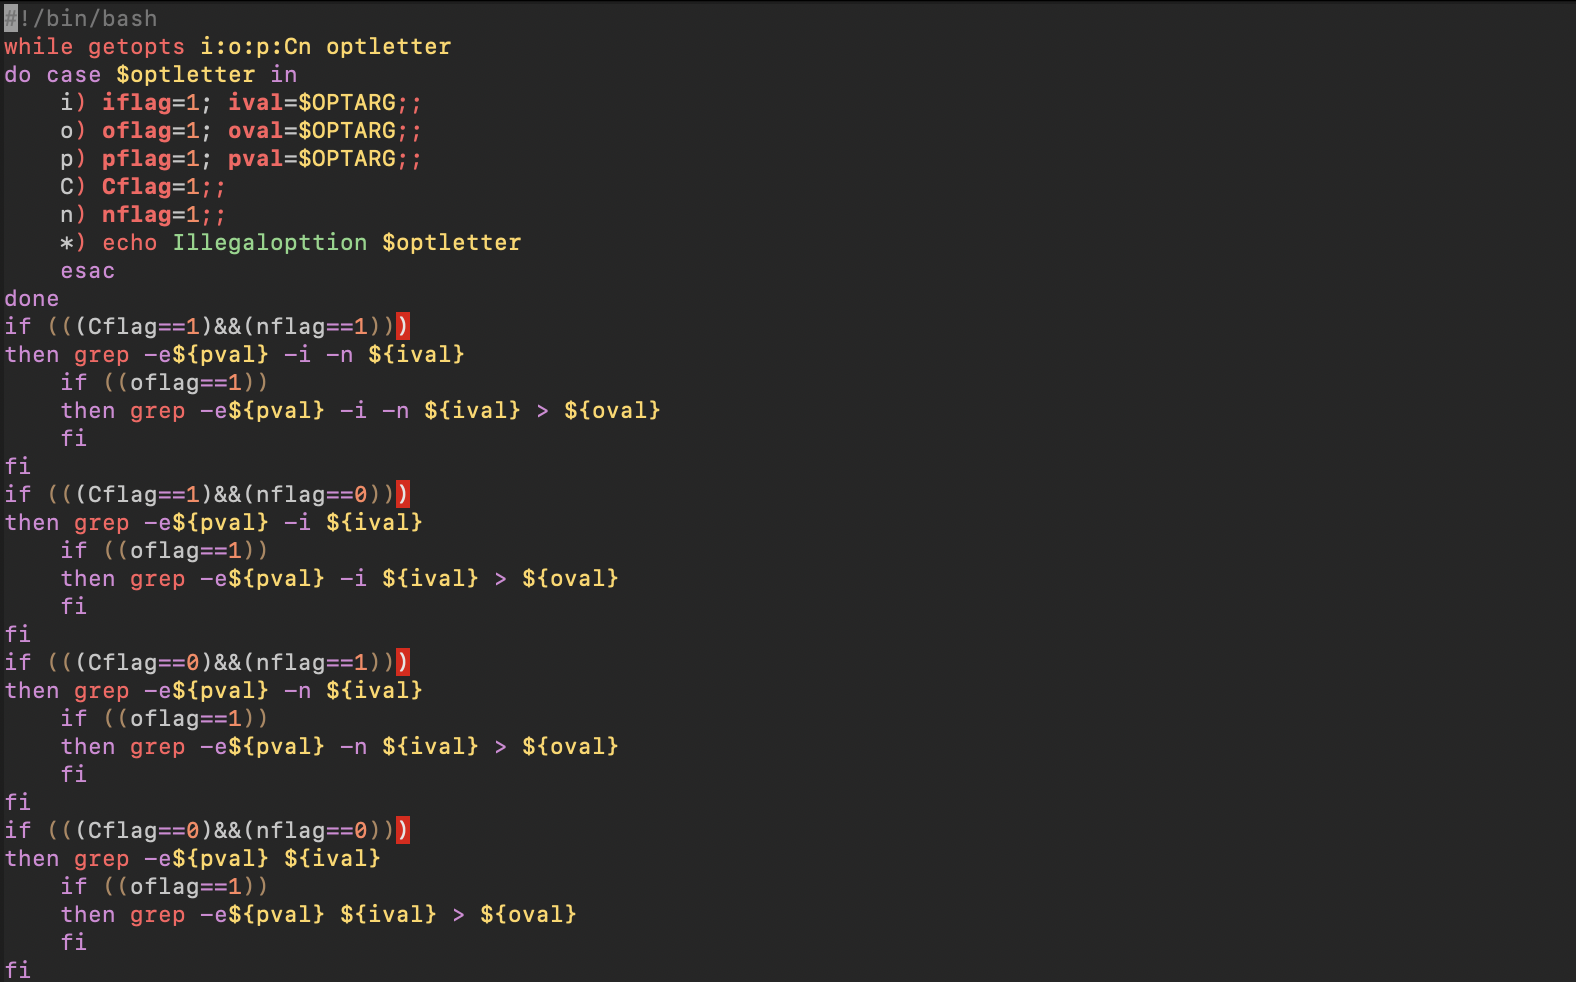 #!/bin/bash
while getopts i:o:p:Cn optletter
do case $optletter in
    i) iflag=1; ival=$OPTARG;;
    o) oflag=1; oval=$OPTARG;;
    p) pflag=1; pval=$OPTARG;;
    C) Cflag=1;;
    n) nflag=1;;
    *) echo Illegalopttion $optletter
    esac
done
if (((Cflag==1)&&(nflag==1)))
then grep -e${pval} -i -n ${ival}
    if ((oflag==1))
    then grep -e${pval} -i -n ${ival} > ${oval}
    fi
fi
if (((Cflag==1)&&(nflag==0)))
then grep -e${pval} -i ${ival}
    if ((oflag==1))
    then grep -e${pval} -i ${ival} > ${oval}
    fi
fi
if (((Cflag==0)&&(nflag==1)))
then grep -e${pval} -n ${ival}
    if ((oflag==1))
    then grep -e${pval} -n ${ival} > ${oval}
    fi
fi
if (((Cflag==0)&&(nflag==0)))
then grep -e${pval} ${ival}
    if ((oflag==1))
    then grep -e${pval} ${ival} > ${oval}
    fi
fi